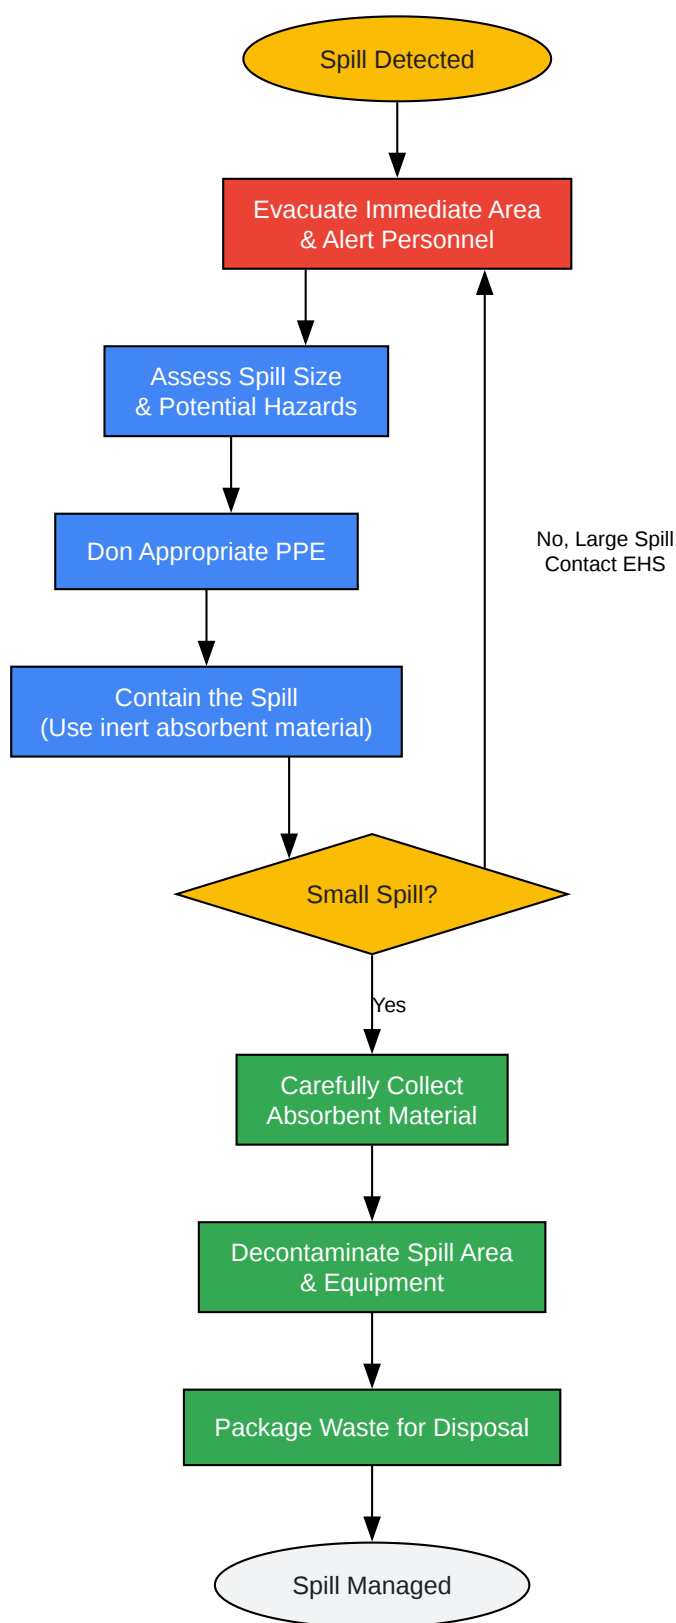 Spill Detected
Evacuate Immediate Area
& Alert Personnel
Assess Spill Size
& Potential Hazards
Don Appropriate PPE
No, Large Spill
Contact EHS
Contain the Spill
(Use inert absorbent material)
Small Spill?
Yes
Carefully Collect
Absorbent Material
Decontaminate Spill Area
& Equipment
Package Waste for Disposal
Spill Managed